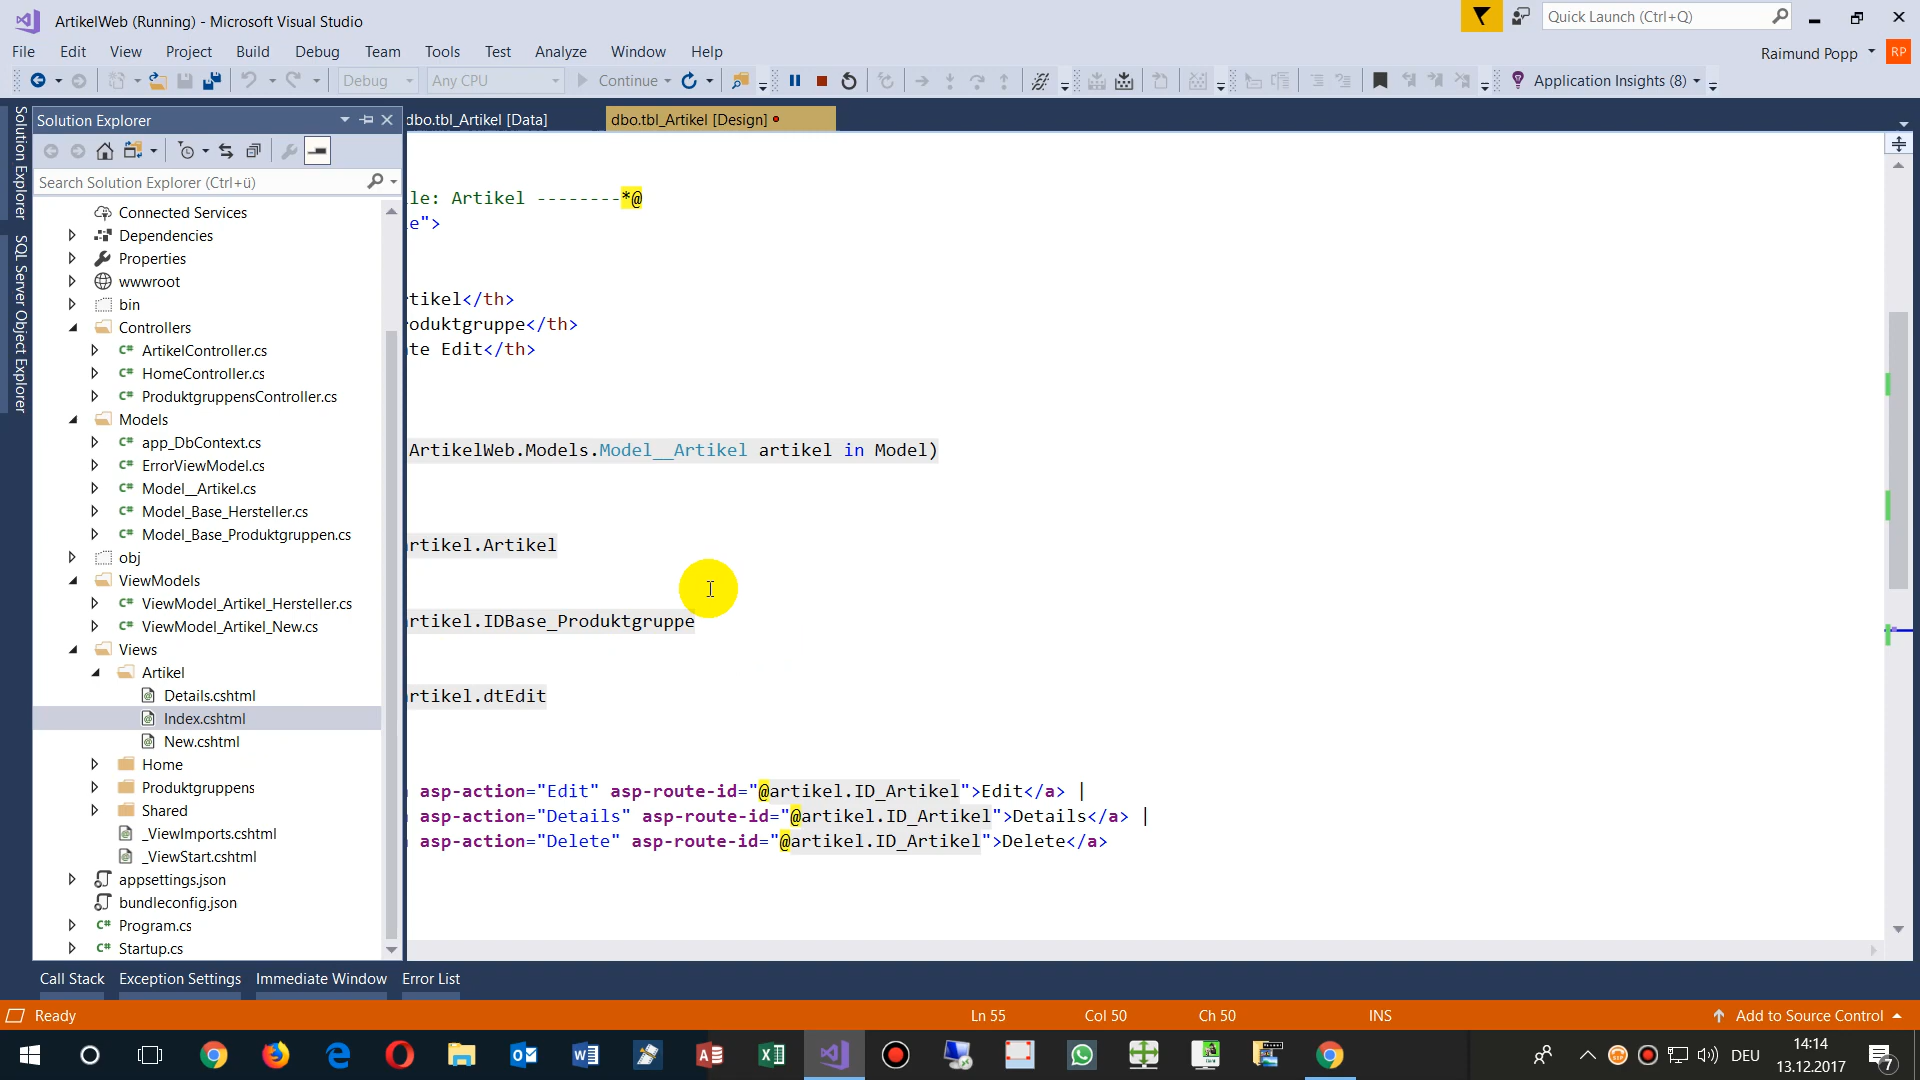 ArtikelWeb (Running) - Microsoft Visual Studio
Quick Launch (Ctrl+Q)
File Edit View Project Build Debug Team Tools Test Analyze Window Help
Raimund Popp
RP
Debug
Any CPU
Continue
Application Insights (8)
Solution Explorer
SQL Server Object Explorer
Solution Explorer
dbo.tbl_Artikel [Data]
dbo.tbl_Artikel [Design]
Search Solution Explorer (Ctrl+ü)
Connected Services
Dependencies
Properties
wwwroot
bin
Controllers
C# ArtikelController.cs
C# HomeController.cs
C# ProduktgruppensController.cs
Models
C# app_DbContext.cs
C# ErrorViewModel.cs
C# Model__Artikel.cs
C# Model_Base_Hersteller.cs
C# Model_Base_Produktgruppen.cs
obj
ViewModels
C# ViewModel_Artikel_Hersteller.cs
C# ViewModel_Artikel_New.cs
Views
Artikel
Details.cshtml
Index.cshtml
New.cshtml
Home
Produktgruppens
Shared
_ViewImports.cshtml
_ViewStart.cshtml
appsettings.json
bundleconfig.json
C# Program.cs
C# Startup.cs
le: Artikel --------*@
e">
rtikel</th>
roduktgruppe</th>
te Edit</th>
ArtikelWeb.Models.Model__Artikel artikel in Model)
rtikel.Artikel
rtikel.IDBase_Produktgruppe
rtikel.dtEdit
asp-action="Edit" asp-route-id="@artikel.ID_Artikel">Edit</a> |
asp-action="Details" asp-route-id="@artikel.ID_Artikel">Details</a> |
asp-action="Delete" asp-route-id="@artikel.ID_Artikel">Delete</a>
Call Stack Exception Settings Immediate Window Error List
Ready
Ln 55
Col 50
Ch 50
INS
Add to Source Control
DEU
14:14
13.12.2017
7